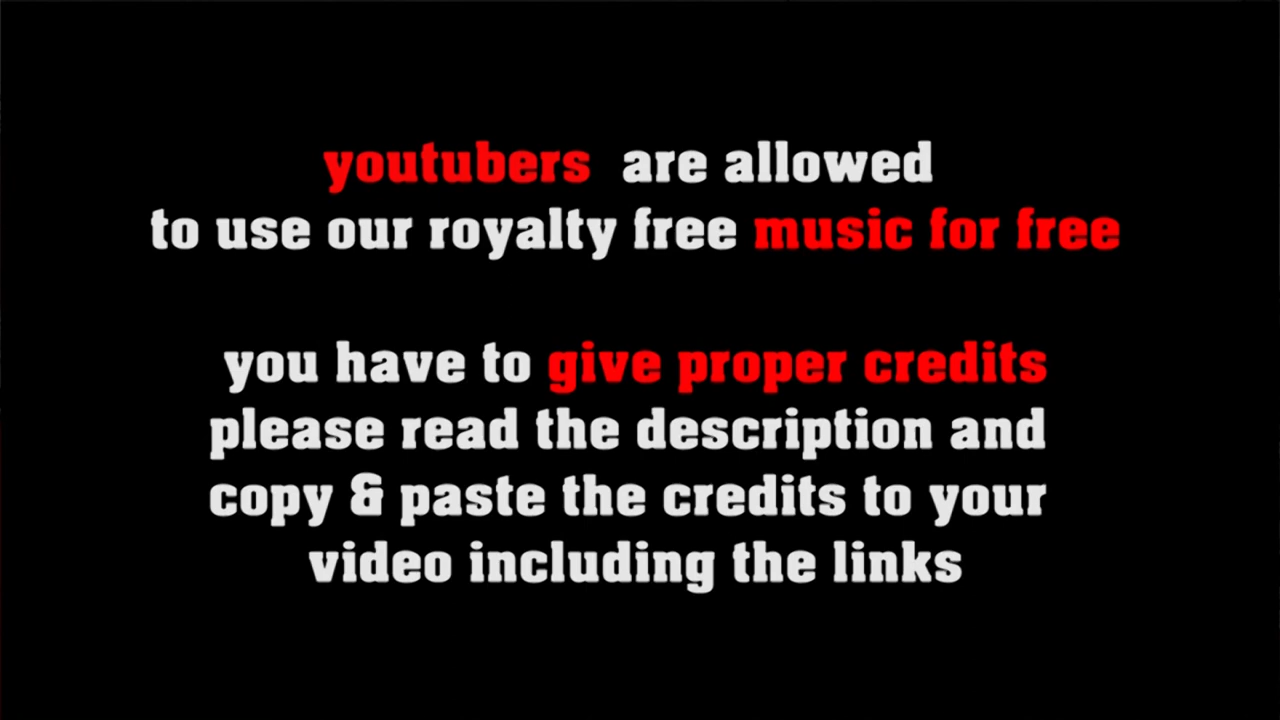 youtubers are allowed
to use our royalty free music for free
you have to give proper credits
please read the description and
copy & paste the credits to your
video including the links